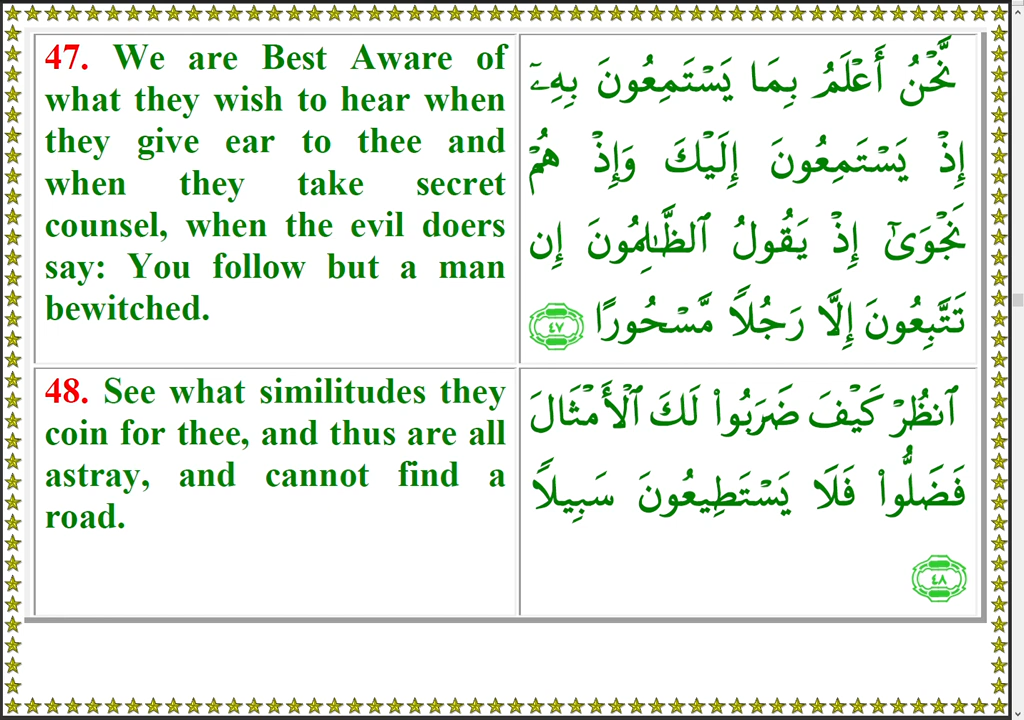 47. We are Best Aware of
what they wish to hear when
they give ear to thee and
when they take secret
counsel, when the evil doers
say: You follow but a man
bewitched.
نَّحْنُ أَعْلَمُ بِمَا يَسْتَمِعُونَ بِهِۦٓ
إِذْ يَسْتَمِعُونَ إِلَيْكَ وَإِذْ هُمْ
نَجْوَىٰٓ إِذْ يَقُولُ ٱلظَّـٰلِمُونَ إِن
تَتَّبِعُونَ إِلَّا رَجُلًا مَّسْحُورًا ٤٧
48. See what similitudes they
coin for thee, and thus are all
astray, and cannot find a
road.
ٱنظُرْ كَيْفَ ضَرَبُوا۟ لَكَ ٱلْأَمْثَالَ
فَضَلُّوا۟ فَلَا يَسْتَطِيعُونَ سَبِيلًا
٤٨